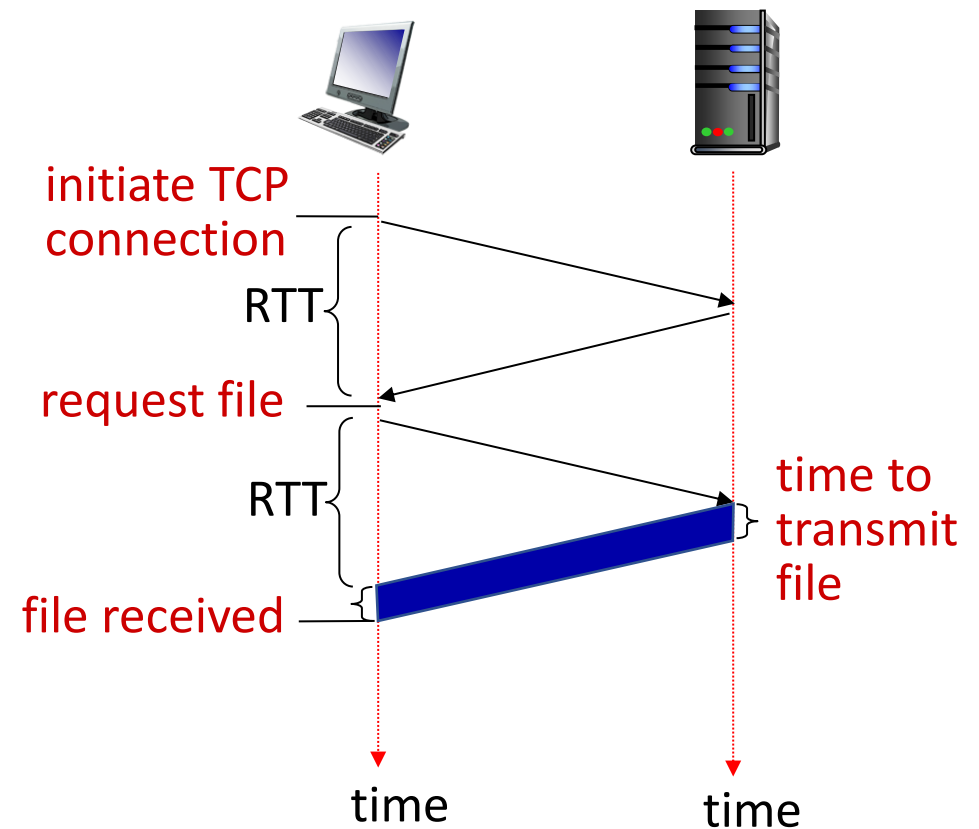 initiate TCP
connection
RTT
request file
RTT
time to
transmit
file
file received
time
time